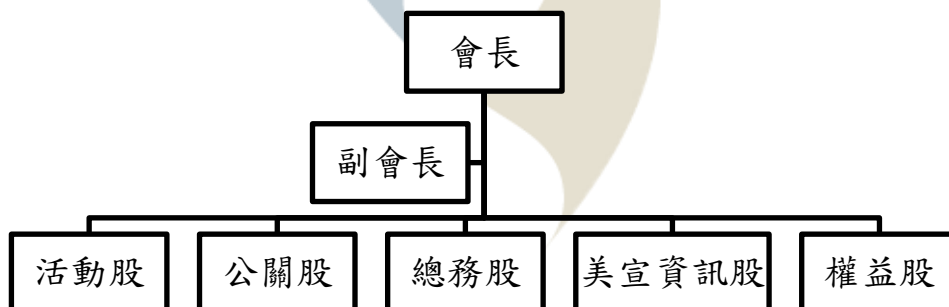 會長
副會長
活動股
公關股
總務股
美宣資訊股
權益股